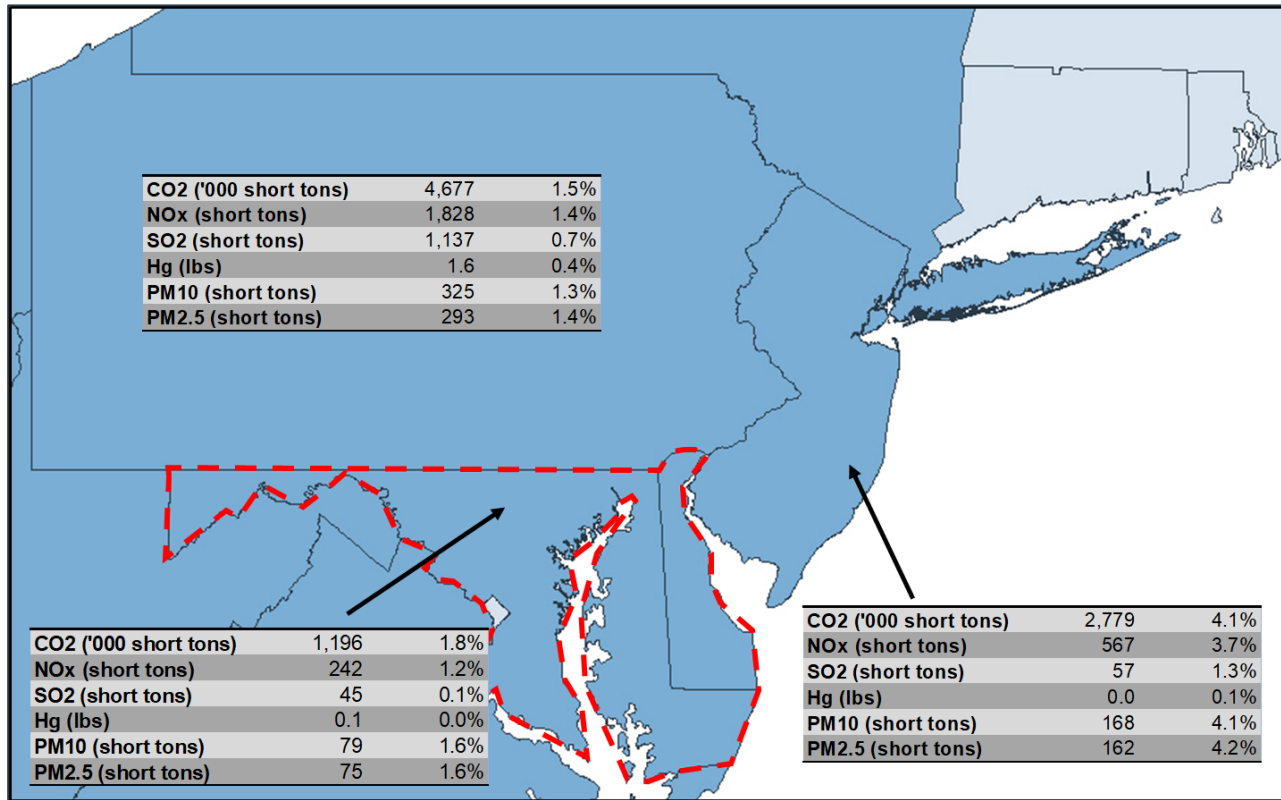 CO2 ('000 short tons) 4,677 1.5%
NOx (short tons) 1,828 1.4%
SO2 (short tons) 1,137 0.7%
Hg (lbs) 1.6 0.4%
PM10 (short tons) 325 1.3%
PM2.5 (short tons) 293 1.4%
CO2 ('000 short tons) 1,196 1.8%
NOx (short tons) 242 1.2%
SO2 (short tons) 45 0.1%
Hg (lbs) 0.1 0.0%
PM10 (short tons) 79 1.6%
PM2.5 (short tons) 75 1.6%
CO2 ('000 short tons) 2,779 4.1%
NOx (short tons) 567 3.7%
SO2 (short tons) 57 1.3%
Hg (lbs) 0.0 0.1%
PM10 (short tons) 168 4.1%
PM2.5 (short tons) 162 4.2%